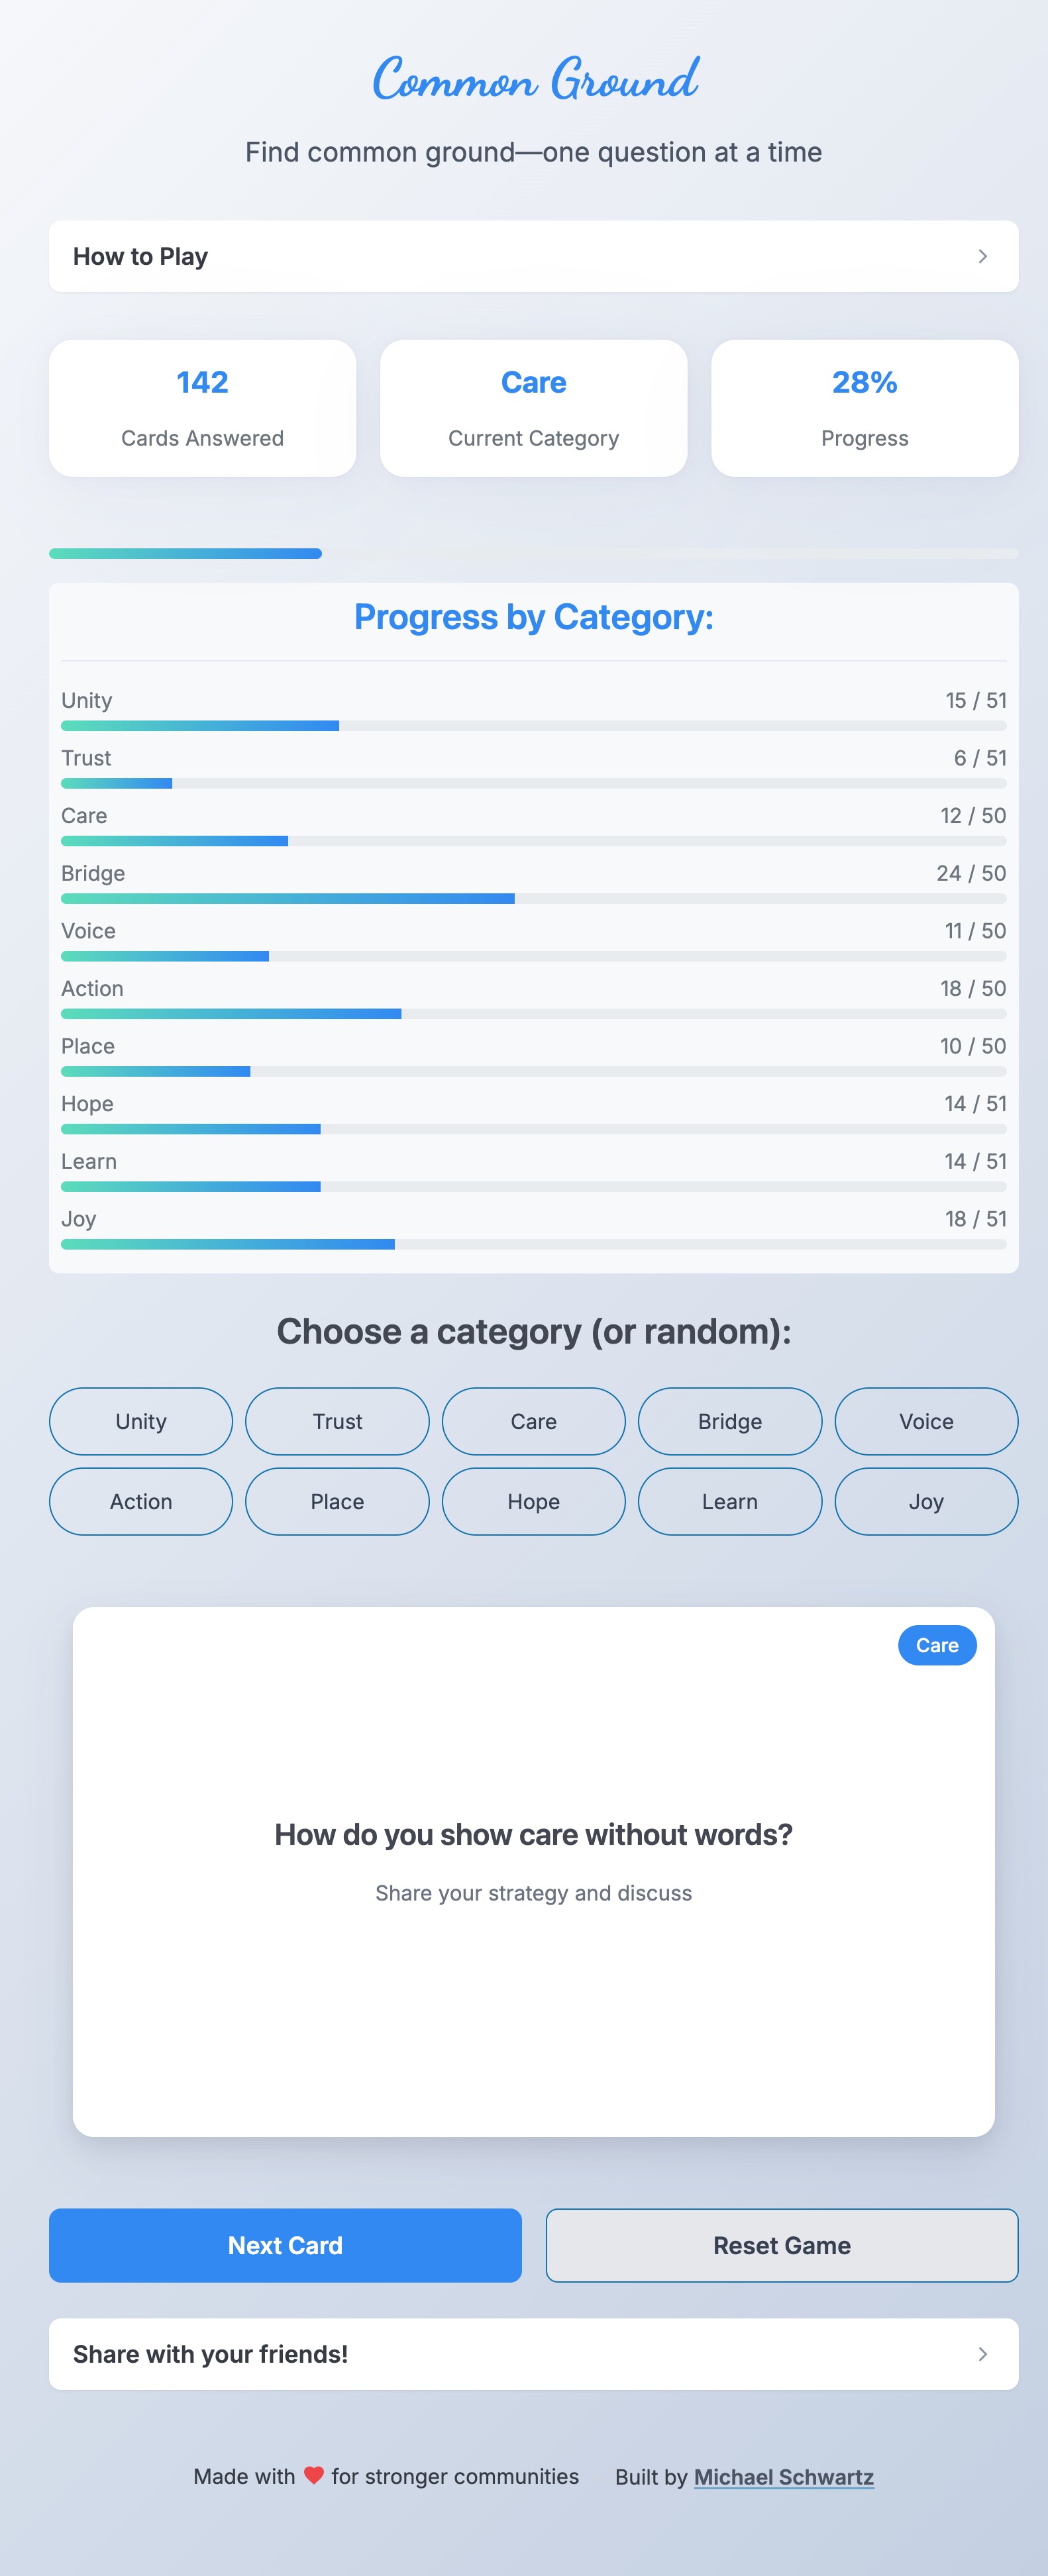 Common Ground
Find common ground—one question at a time
How to Play
142
Cards Answered
Care
Current Category
28%
Progress
Progress by Category:
Unity 15 / 51
Trust 6 / 51
Care 12 / 50
Bridge 24 / 50
Voice 11 / 50
Action 18 / 50
Place 10 / 50
Hope 14 / 51
Learn 14 / 51
Joy 18 / 51
Choose a category (or random):
Unity Trust Care Bridge Voice
Action Place Hope Learn Joy
Care
How do you show care without words?
Share your strategy and discuss
Next Card Reset Game
Share with your friends!
Made with ❤️ for stronger communities Built by Michael Schwartz